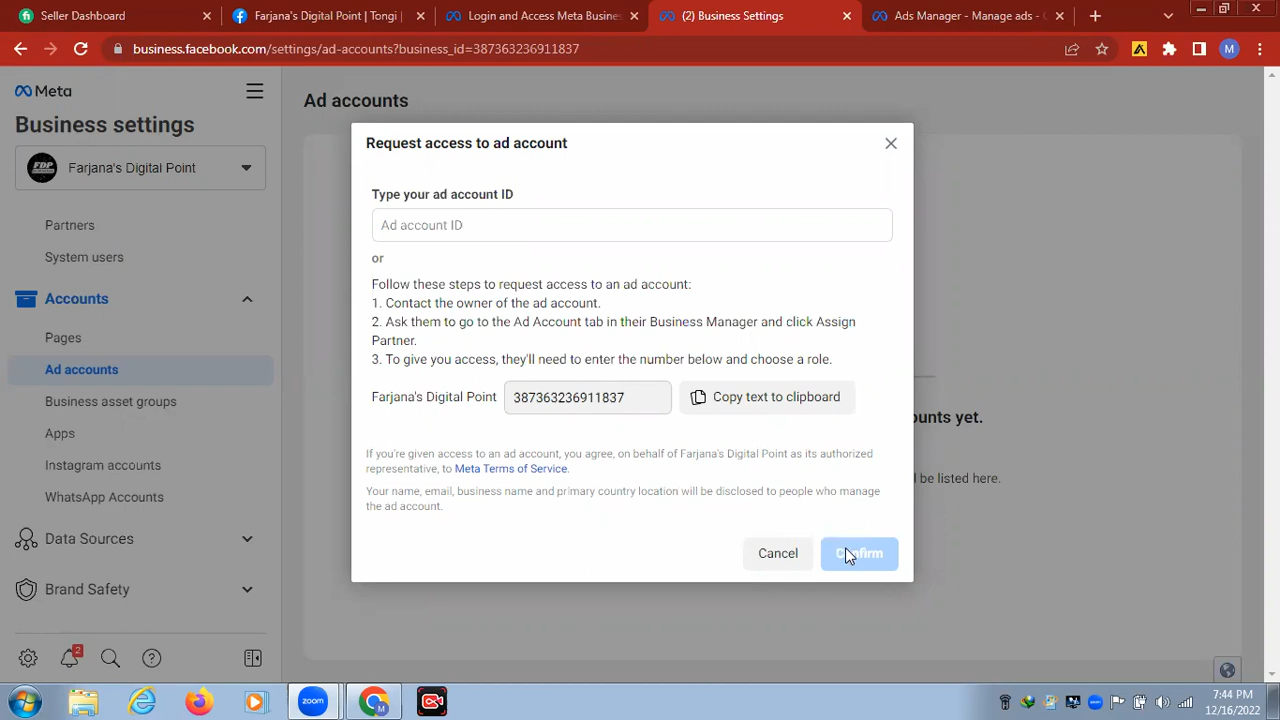 Seller Dashboard
Farjana's Digital Point | Tongi |
Login and Access Meta Busines
(2) Business Settings
Ads Manager - Manage ads -
business.facebook.com/settings/ad-accounts?business_id=387363236911837
M
Meta
Ad accounts
Business settings
FDP
Farjana's Digital Point
Partners
System users
Accounts
Pages
Ad accounts
Business asset groups
Apps
Instagram accounts
WhatsApp Accounts
Data Sources
Brand Safety
2
Request access to ad account
Type your ad account ID
Ad account ID
or
Follow these steps to request access to an ad account:
1. Contact the owner of the ad account.
2. Ask them to go to the Ad Account tab in their Business Manager and click Assign
Partner.
3. To give you access, they'll need to enter the number below and choose a role.
Farjana's Digital Point 387363236911837 Copy text to clipboard
If you're given access to an ad account, you agree, on behalf of Farjana's Digital Point as its authorized
representative, to Meta Terms of Service.
Your name, email, business name and primary country location will be disclosed to people who manage
the ad account.
Cancel Confirm
ounts yet.
be listed here.
zoom
M
7:44 PM
12/16/2022